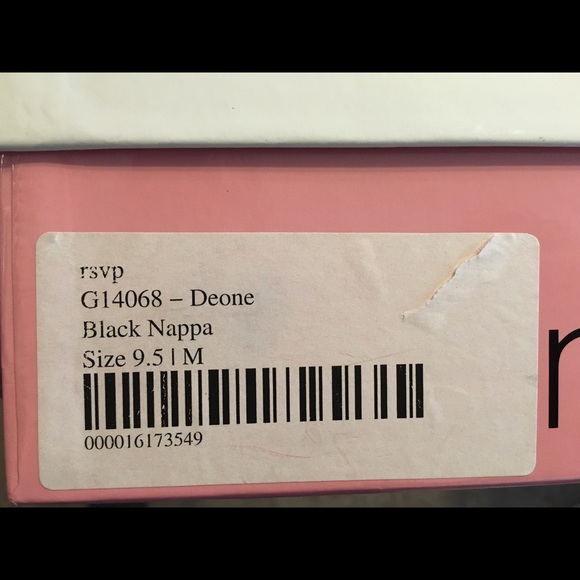 rsvp
G14068 – Deone
Black Nappa
Size 9.5 | M
000016173549
r